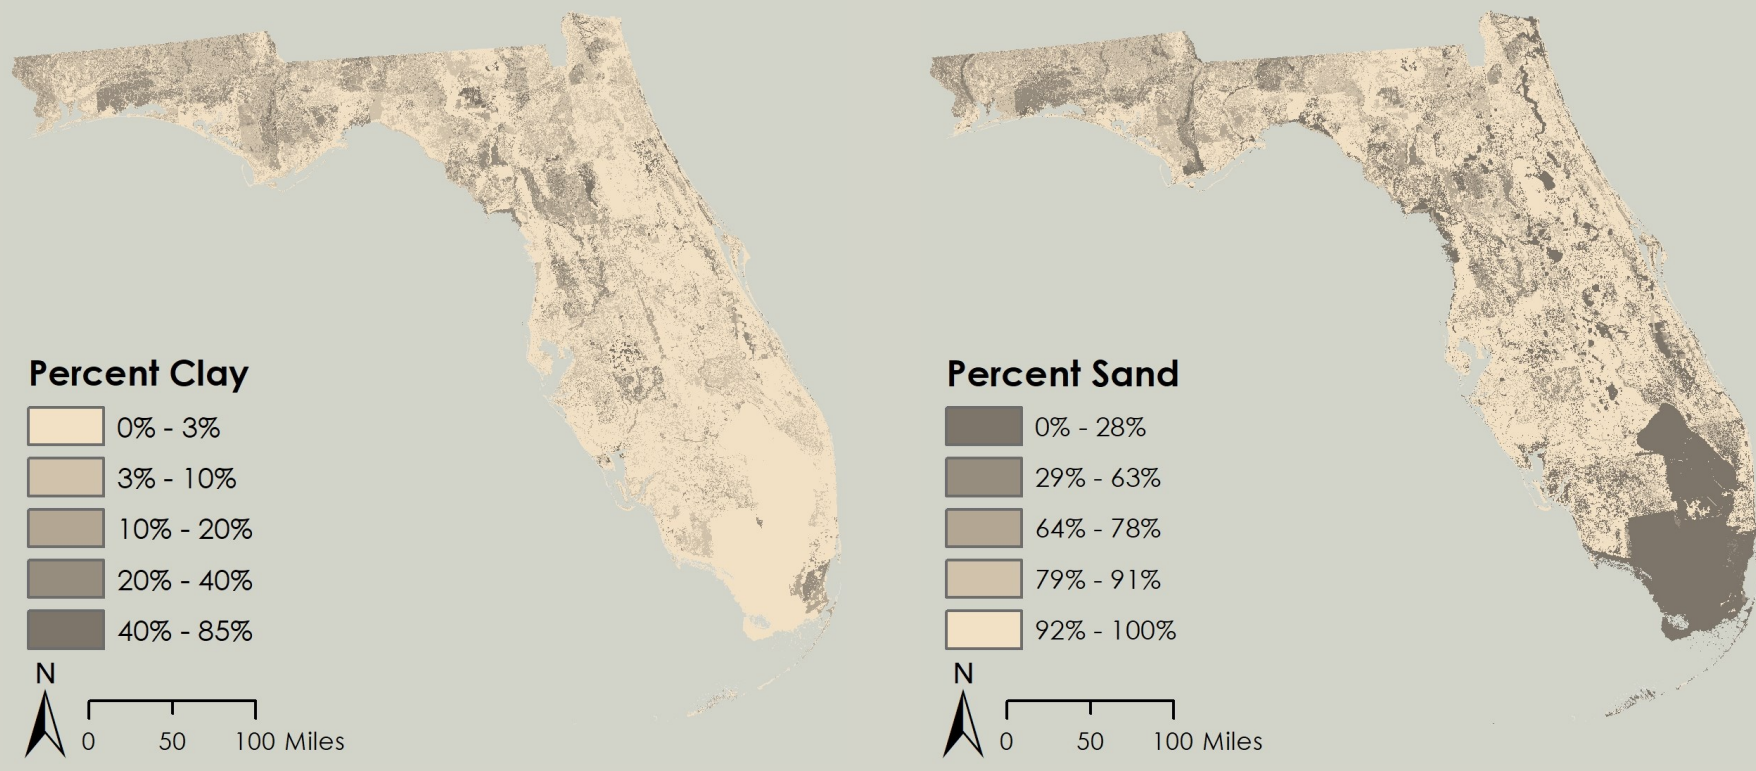 Percent Clay
0% - 3%
3% - 10%
10% - 20%
20% - 40%
40% - 85%
N
0 50 100 Miles
Percent Sand
0% - 28%
29% - 63%
64% - 78%
79% - 91%
92% - 100%
N
0 50 100 Miles